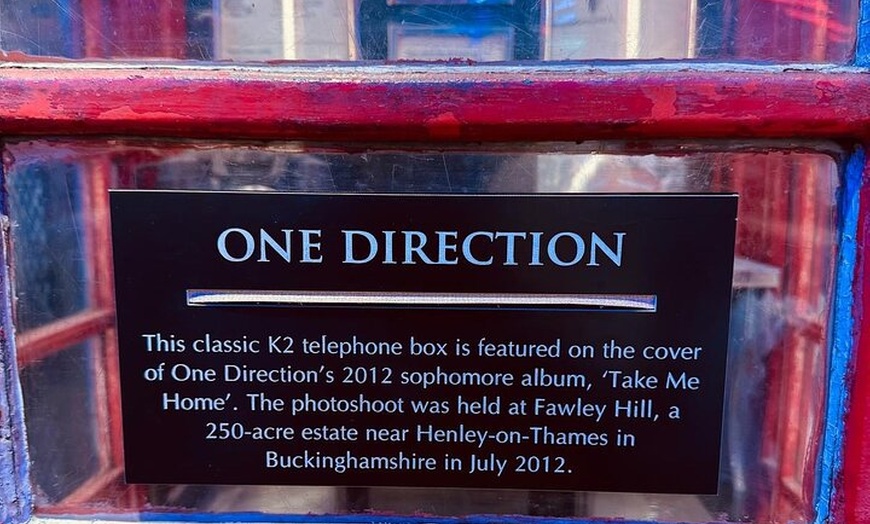 ONE DIRECTION
This classic K2 telephone box is featured on the cover
of One Direction's 2012 sophomore album, ‘Take Me
Home’. The photoshoot was held at Fawley Hill, a
250-acre estate near Henley-on-Thames in
Buckinghamshire in July 2012.